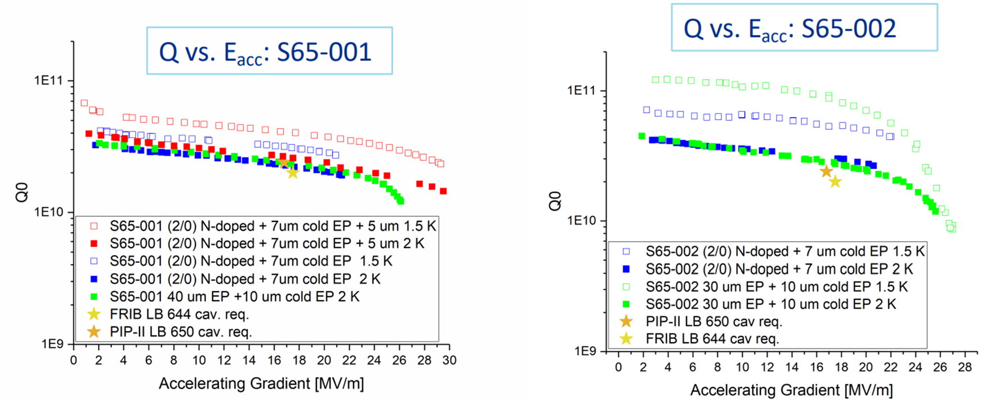 Q vs. Eacc: S65-001
1E11
1E10
1E9
Q0
S65-001 (2/0) N-doped + 7um cold EP + 5 um 1.5 K
S65-001 (2/0) N-doped + 7um cold EP + 5 um 2 K
S65-001 (2/0) N-doped + 7um cold EP 1.5 K
S65-001 (2/0) N-doped + 7um cold EP 2 K
S65-001 40 um EP +10 um cold EP 2 K
FRIB LB 644 cav. req.
PIP-II LB 650 cav. req.
0 2 4 6 8 10 12 14 16 18 20 22 24 26 28 30
Accelerating Gradient [MV/m]
Q vs. Eacc: S65-002
1E11
1E10
1E9
Q0
S65-002 (2/0) N-doped + 7 um cold EP 1.5 K
S65-002 (2/0) N-doped + 7 um cold EP 2 K
S65-002 30 um EP + 10 um cold EP 1.5 K
S65-002 30 um EP + 10 um cold EP 2 K
PIP-II LB 650 cav req.
FRIB LB 644 cav req.
0 2 4 6 8 10 12 14 16 18 20 22 24 26 28
Accelerating Gradient [MV/m]